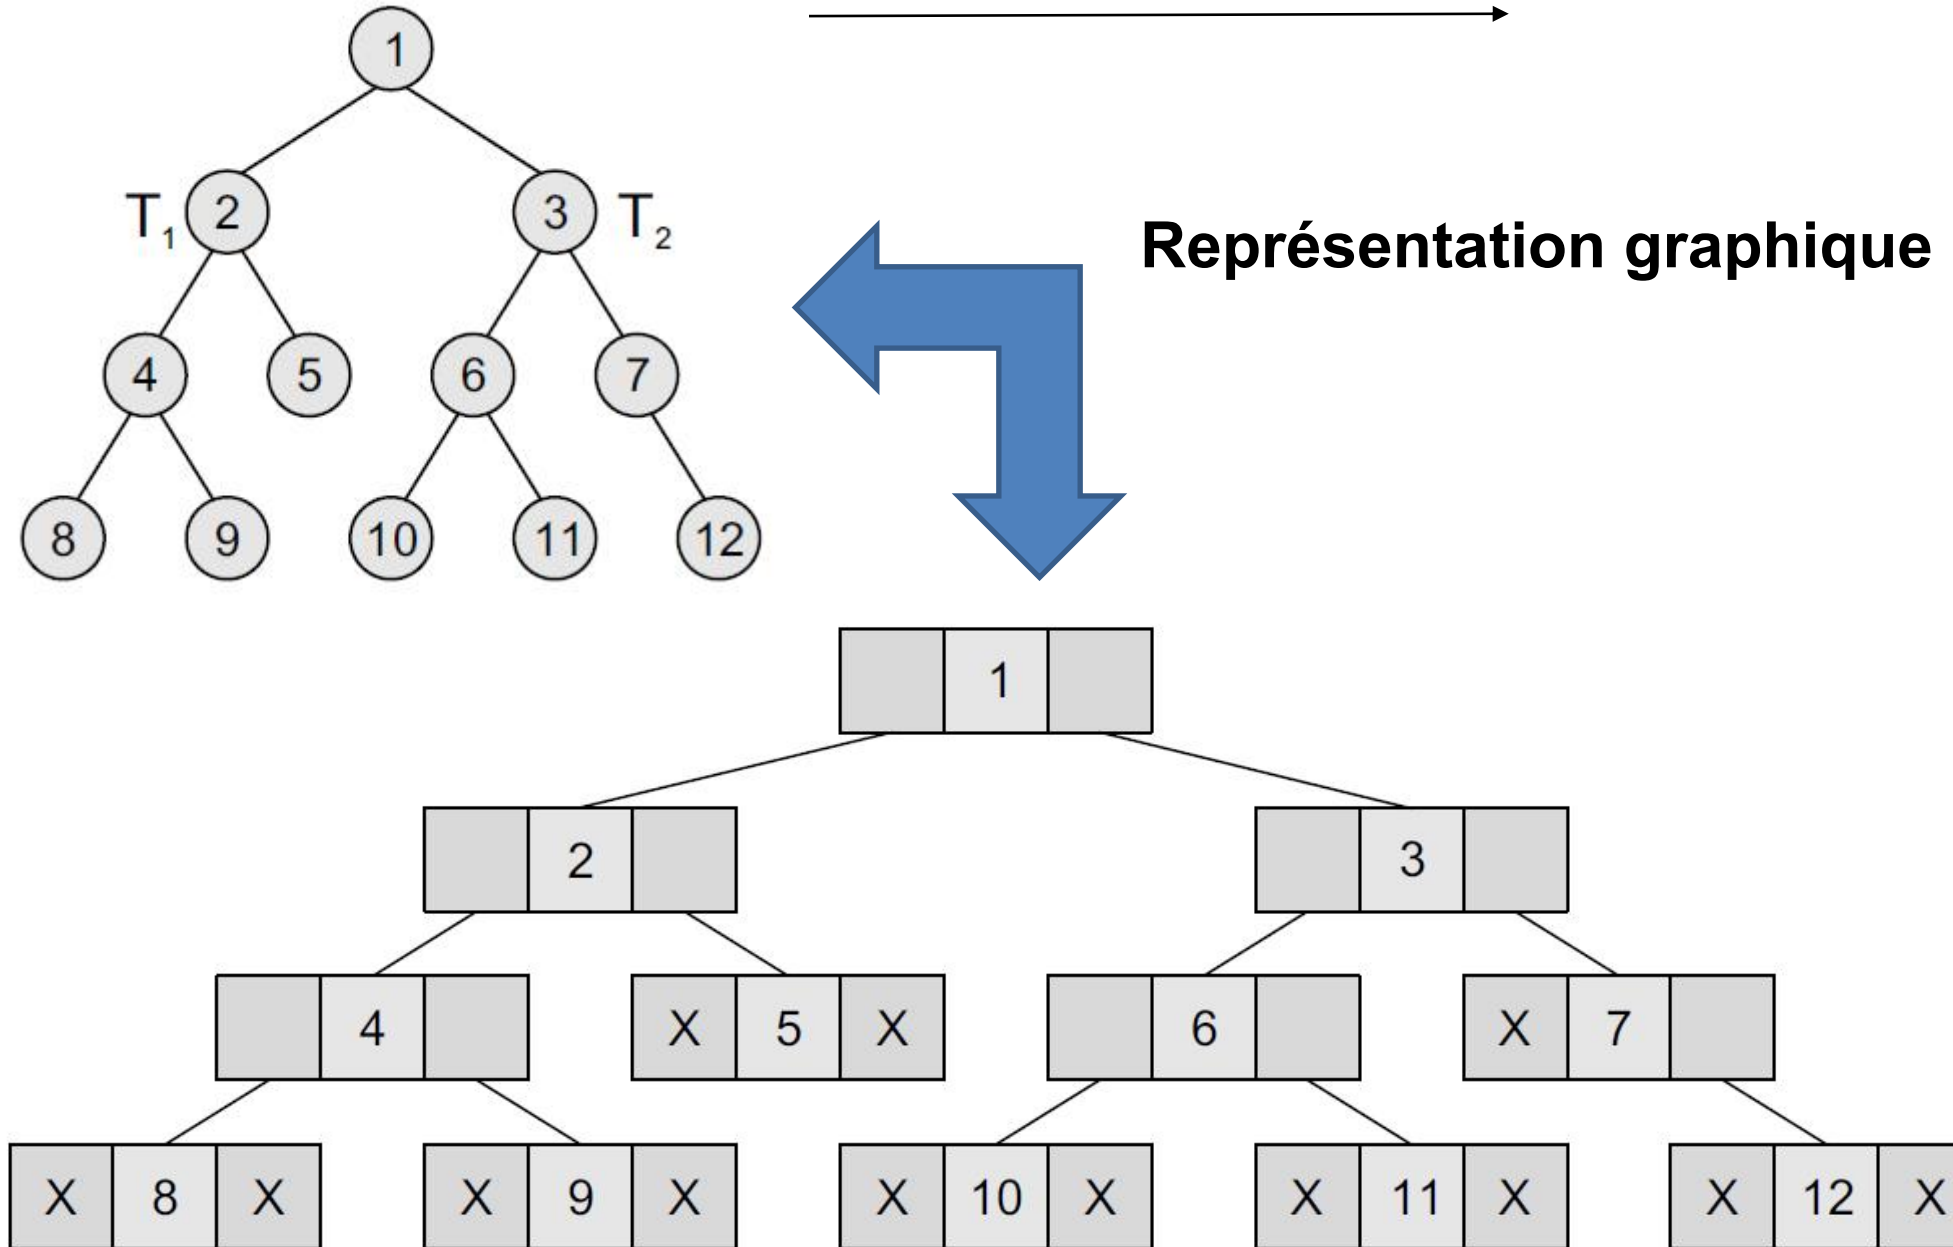 1
T₁ 2 3 T₂
Représentation graphique
4 5 6 7
8 9 10 11 12
1
2 3
4 X 5 X 6 X 7
X 8 X X 9 X X 10 X X 11 X X 12 X